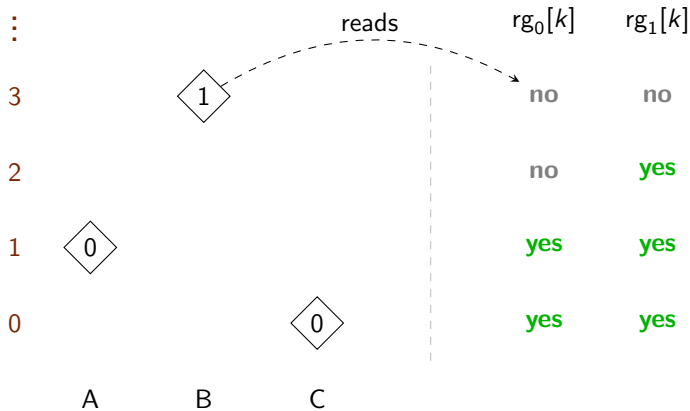 ⋮ reads rg₀[k] rg₁[k]
3 1 no no
2 no yes
1 0 yes yes
0 0 yes yes
A B C